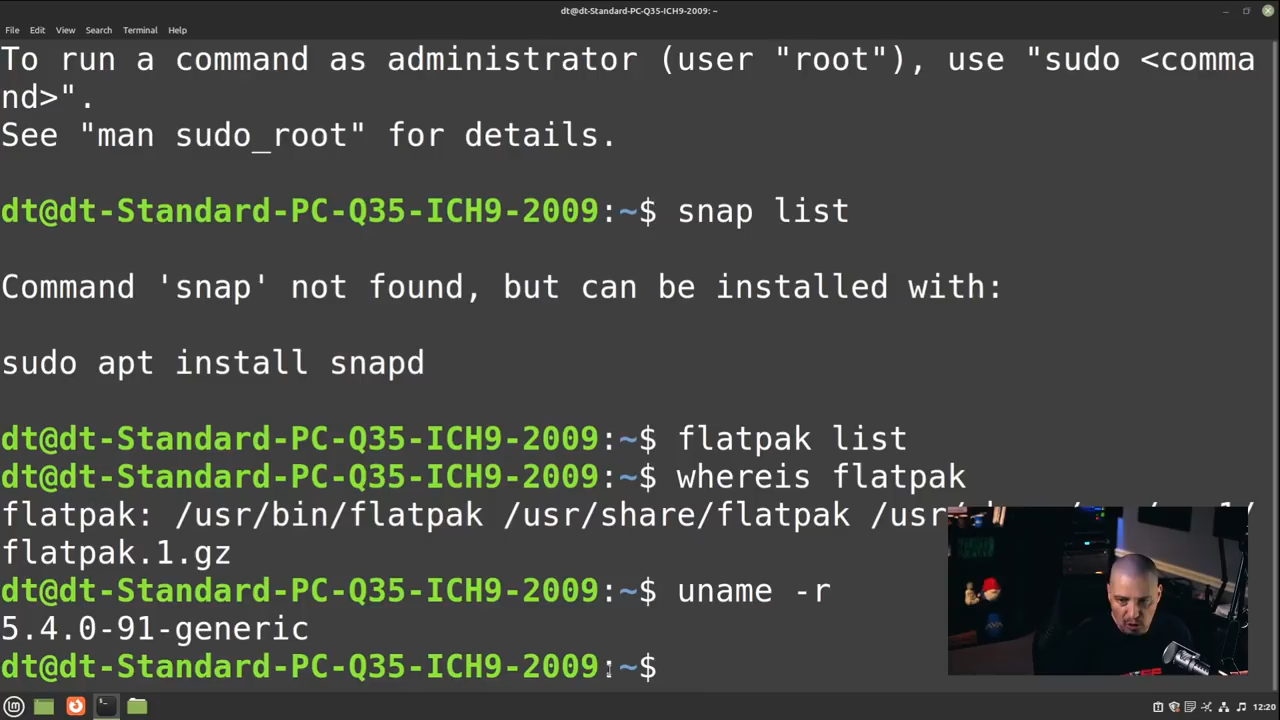 dt@dt-Standard-PC-Q35-ICH9-2009: ~
File Edit View Search Terminal Help
To run a command as administrator (user "root"), use "sudo <comma
nd>".
See "man sudo_root" for details.
dt@dt-Standard-PC-Q35-ICH9-2009:~$ snap list
Command 'snap' not found, but can be installed with:
sudo apt install snapd
dt@dt-Standard-PC-Q35-ICH9-2009:~$ flatpak list
dt@dt-Standard-PC-Q35-ICH9-2009:~$ whereis flatpak
flatpak: /usr/bin/flatpak /usr/share/flatpak /usr
flatpak.1.gz
dt@dt-Standard-PC-Q35-ICH9-2009:~$ uname -r
5.4.0-91-generic
dt@dt-Standard-PC-Q35-ICH9-2009:~$
12:20